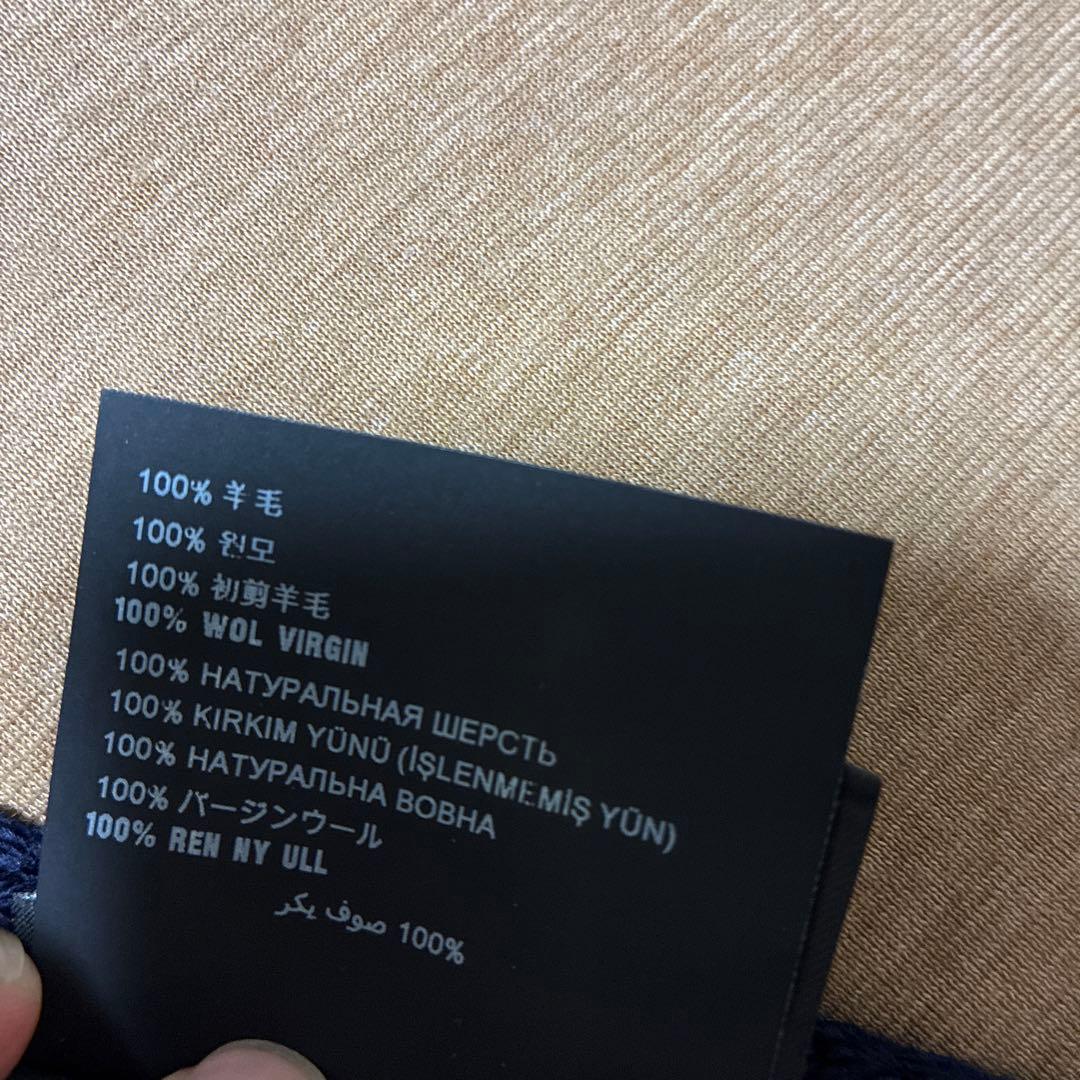 100% 羊毛
100% 원모
100% 初剪羊毛
100% WOL VIRGIN
100% НАТУРАЛЬНАЯ ШЕРСТЬ
100% KIRKIM YÜNÜ (İŞLENMEMİŞ YÜN)
100% НАТУРАЛЬНА ВОВНА
100% バージンウール
100% REN NY ULL
100% صوف بكر